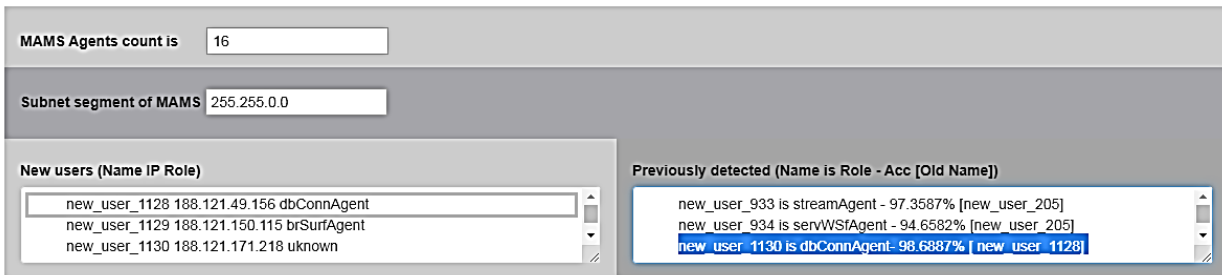 MAMS Agents count is 16
Subnet segment of MAMS 255.255.0.0
New users (Name IP Role)
new_user_1128 188.121.49.156 dbConnAgent
new_user_1129 188.121.150.115 brSurfAgent
new_user_1130 188.121.171.218 uknown
Previously detected (Name is Role - Acc [Old Name])
new_user_933 is streamAgent - 97.3587% [new_user_205]
new_user_934 is servWSfAgent - 94.6582% [new_user_205]
new_user_1130 is dbConnAgent- 98.6887% [ new_user_1128]